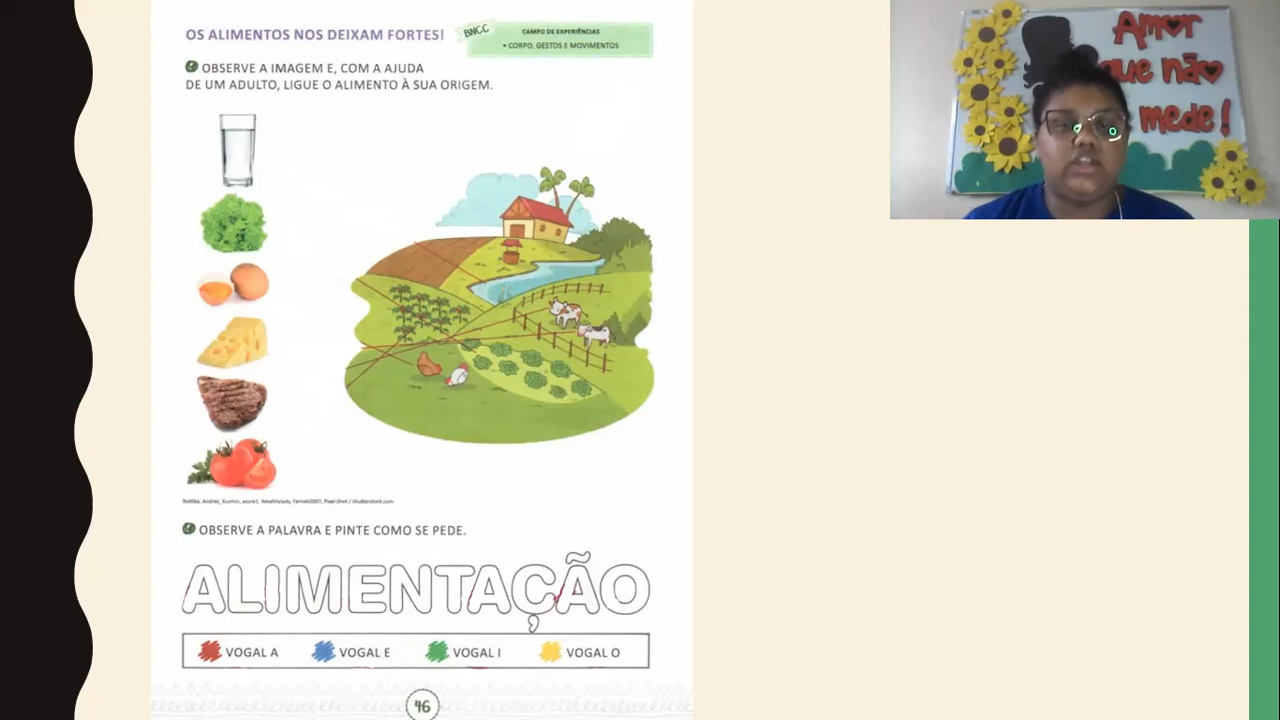 OS ALIMENTOS NOS DEIXAM FORTES!
BNCC
CAMPO DE EXPERIÊNCIAS
• CORPO, GESTOS E MOVIMENTOS
OBSERVE A IMAGEM E, COM A AJUDA
DE UM ADULTO, LIGUE O ALIMENTO À SUA ORIGEM.
OBSERVE A PALAVRA E PINTE COMO SE PEDE.
ALIMENTAÇÃO
VOGAL A VOGAL E VOGAL I VOGAL O
46
Amor
que não
mede!